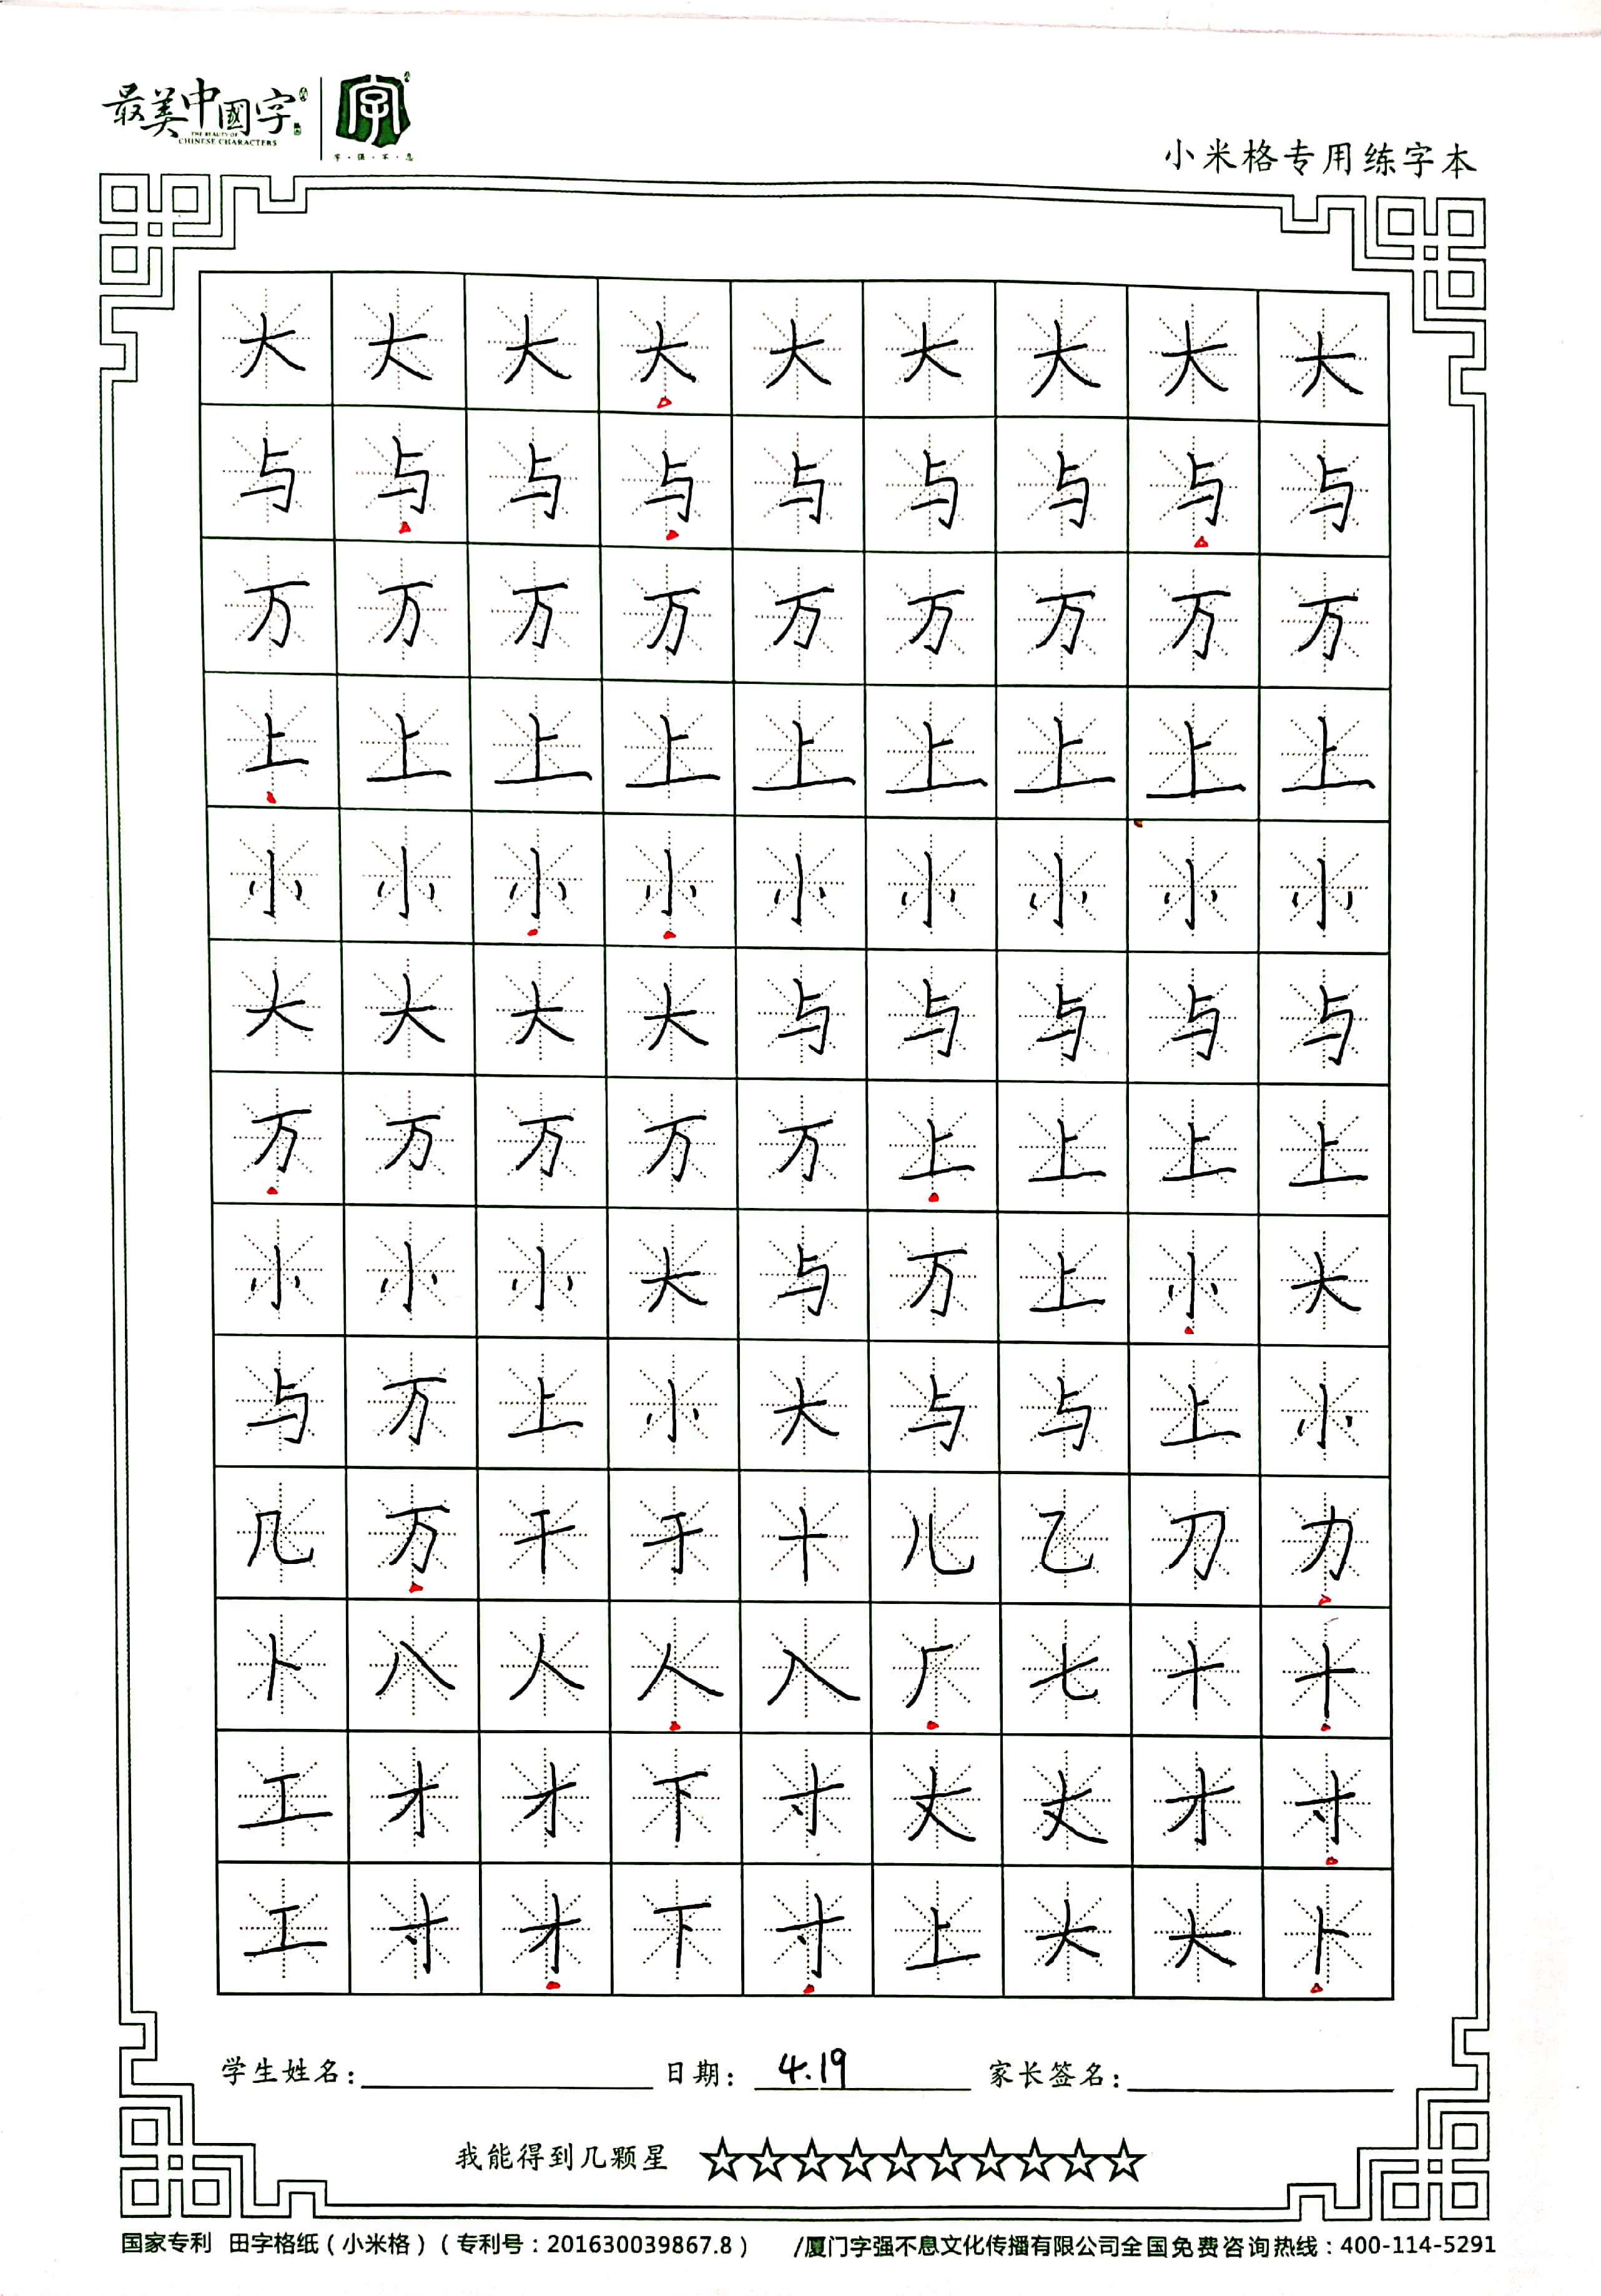 最美中國字
THE BEAUTY OF
CHINESE CHARACTERS
字
字·强·不·息
小米格专用练字本
大大大大大大大大大
与与与与与与与与与
万万万万万万万万万
上上上上上上上上上
小小小小小小小小小
大大大大与与与与与
万万万万万上上上上
小小小大与万上小大
与万上小大与与上小
几万干于十儿乙刀力
卜八人人入厂七十十
工才才下寸丈丈才寸
工寸才下寸上大大卜
学生姓名: 日期: 4.19 家长签名:
我能得到几颗星 ☆☆☆☆☆☆☆☆☆☆
国家专利 田字格纸(小米格)(专利号:201630039867.8) /厦门字强不息文化传播有限公司全国免费咨询热线:400-114-5291